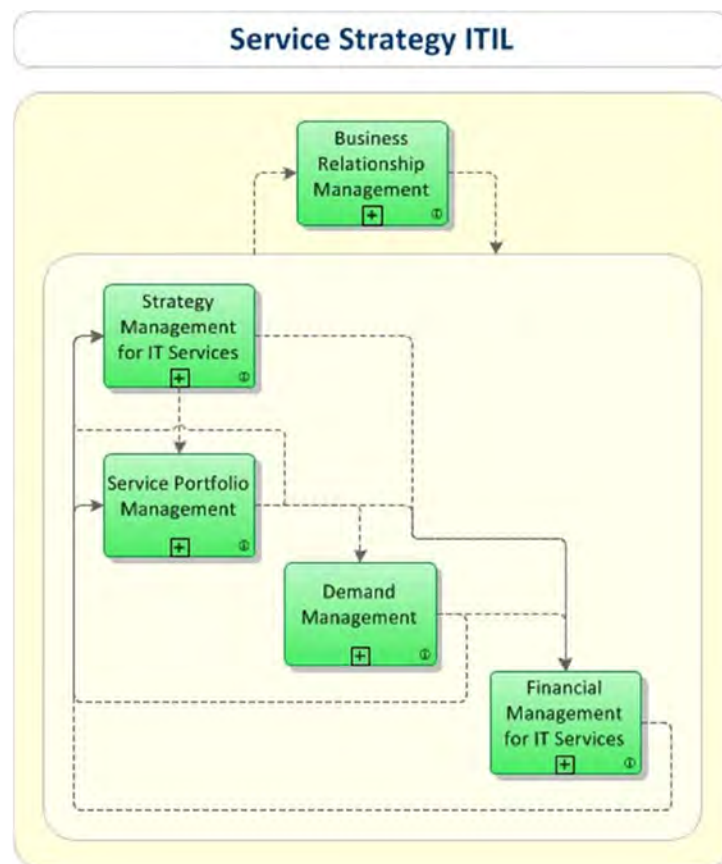 Service Strategy ITIL
Business
Relationship
Management
Strategy
Management
for IT Services
Service Portfolio
Management
Demand
Management
Financial
Management
for IT Services